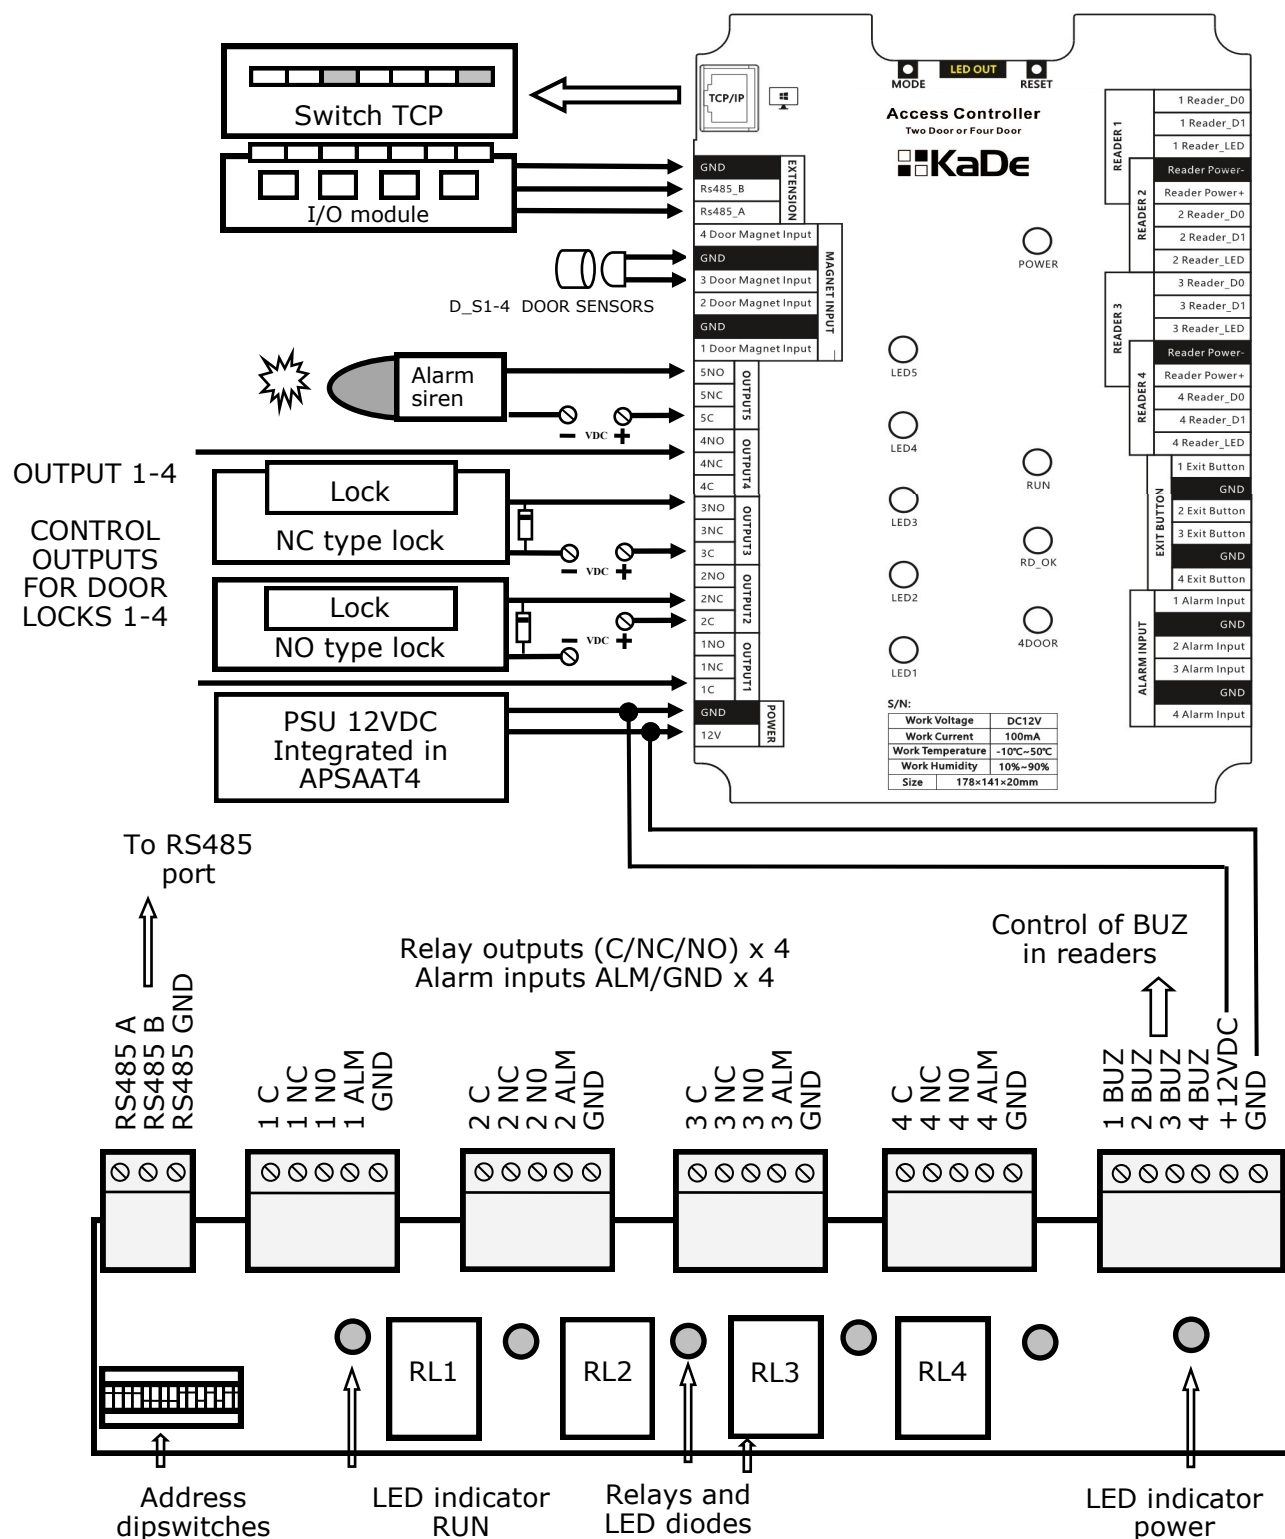 Switch TCP
I/O module
D_S1-4 DOOR SENSORS
Alarm
siren
− VDC +
OUTPUT 1-4
CONTROL
OUTPUTS
FOR DOOR
LOCKS 1-4
Lock
NC type lock
− VDC +
Lock
NO type lock
− VDC +
PSU 12VDC
Integrated in
APSAAT4
TCP/IP
MODE
LED OUT
RESET
Access Controller
Two Door or Four Door
KaDe
GND
Rs485_B
Rs485_A
EXTENSION
4 Door Magnet Input
GND
3 Door Magnet Input
2 Door Magnet Input
GND
1 Door Magnet Input
MAGNET INPUT
5NO
5NC
5C
OUTPUT5
4NO
4NC
4C
OUTPUT4
3NO
3NC
3C
OUTPUT3
2NO
2NC
2C
OUTPUT2
1NO
1NC
1C
OUTPUT1
GND
12V
POWER
LED5
LED4
LED3
LED2
LED1
POWER
RUN
RD_OK
4DOOR
S/N:
Work Voltage DC12V
Work Current 100mA
Work Temperature -10℃~50℃
Work Humidity 10%~90%
Size 178×141×20mm
READER 1
1 Reader_D0
1 Reader_D1
1 Reader_LED
Reader Power-
Reader Power+
READER 2
2 Reader_D0
2 Reader_D1
2 Reader_LED
READER 3
3 Reader_D0
3 Reader_D1
3 Reader_LED
Reader Power-
Reader Power+
READER 4
4 Reader_D0
4 Reader_D1
4 Reader_LED
EXIT BUTTON
1 Exit Button
GND
2 Exit Button
3 Exit Button
GND
4 Exit Button
ALARM INPUT
1 Alarm Input
GND
2 Alarm Input
3 Alarm Input
GND
4 Alarm Input
To RS485
port
Relay outputs (C/NC/NO) x 4
Alarm inputs ALM/GND x 4
Control of BUZ
in readers
RS485 A
RS485 B
RS485 GND
1 C
1 NC
1 N0
1 ALM
GND
2 C
2 NC
2 N0
2 ALM
GND
3 C
3 NC
3 N0
3 ALM
GND
4 C
4 NC
4 N0
4 ALM
GND
1 BUZ
2 BUZ
3 BUZ
4 BUZ
+12VDC
GND
RL1
RL2
RL3
RL4
Address
dipswitches
LED indicator
RUN
Relays and
LED diodes
LED indicator
power